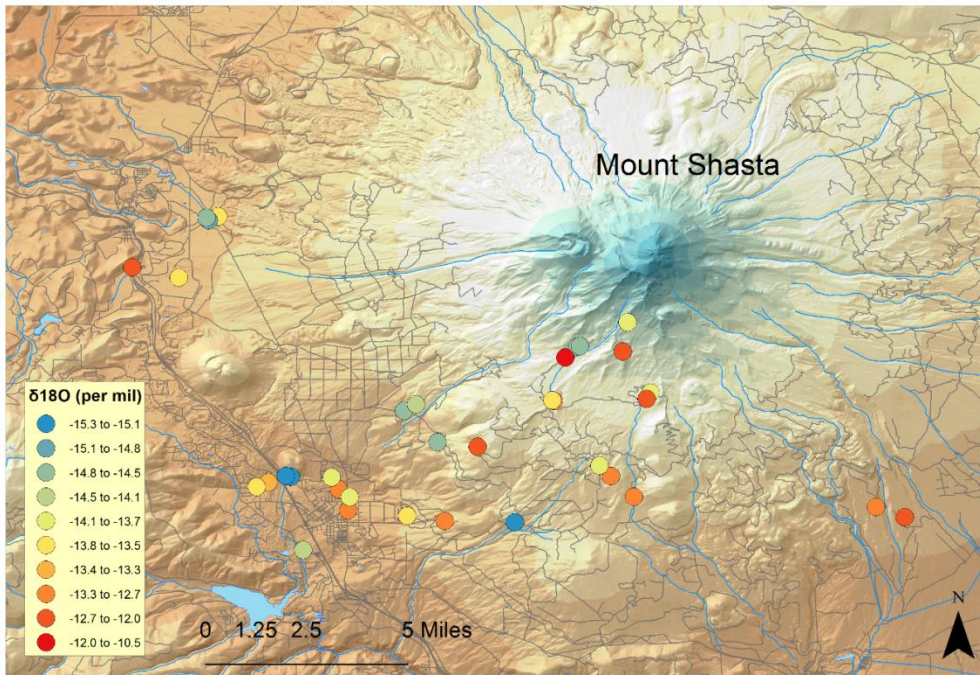 Mount Shasta
δ18O (per mil)
-15.3 to -15.1
-15.1 to -14.8
-14.8 to -14.5
-14.5 to -14.1
-14.1 to -13.7
-13.8 to -13.5
-13.4 to -13.3
-13.3 to -12.7
-12.7 to -12.0
-12.0 to -10.5
0 1.25 2.5 5 Miles
N